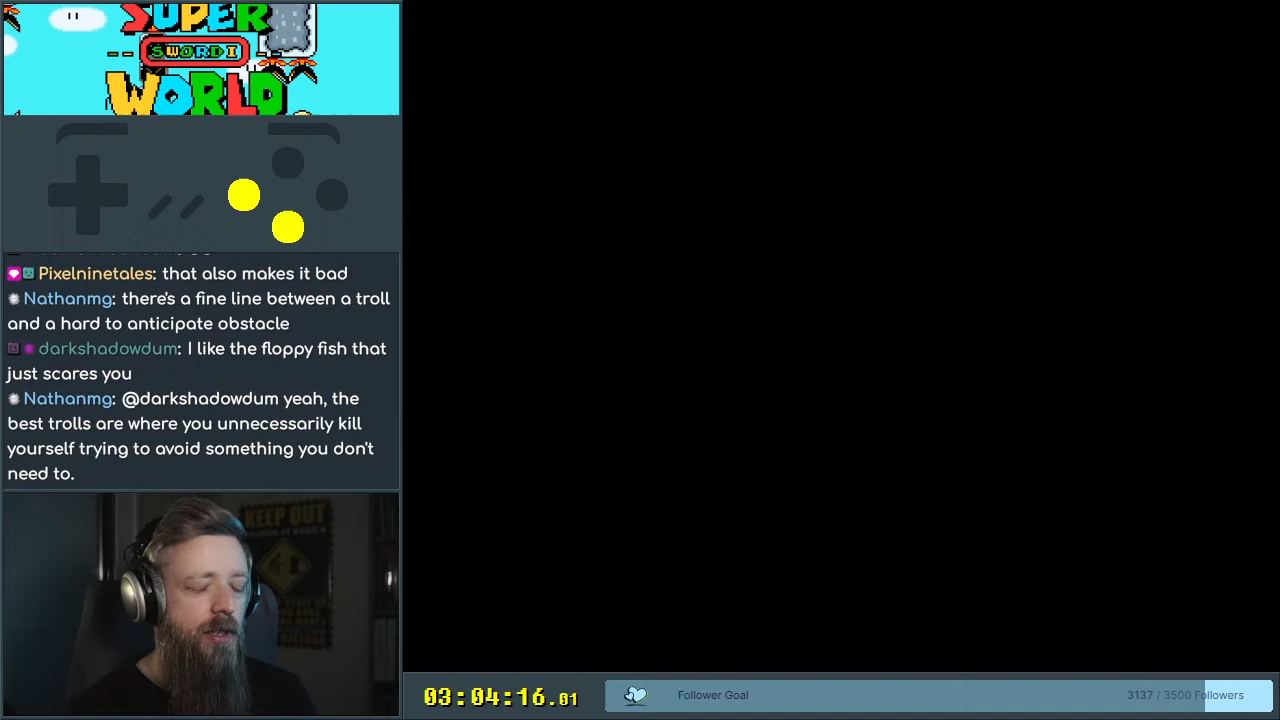 SUPER
-- SWORDI --
WORLD
Pixelninetales: that also makes it bad
Nathanmg: there's a fine line between a troll
and a hard to anticipate obstacle
darkshadowdum: I like the floppy fish that
just scares you
Nathanmg: @darkshadowdum yeah, the
best trolls are where you unnecessarily kill
yourself trying to avoid something you don't
need to.
KEEP OUT
03:04:16.01
Follower Goal
3137 / 3500 Followers